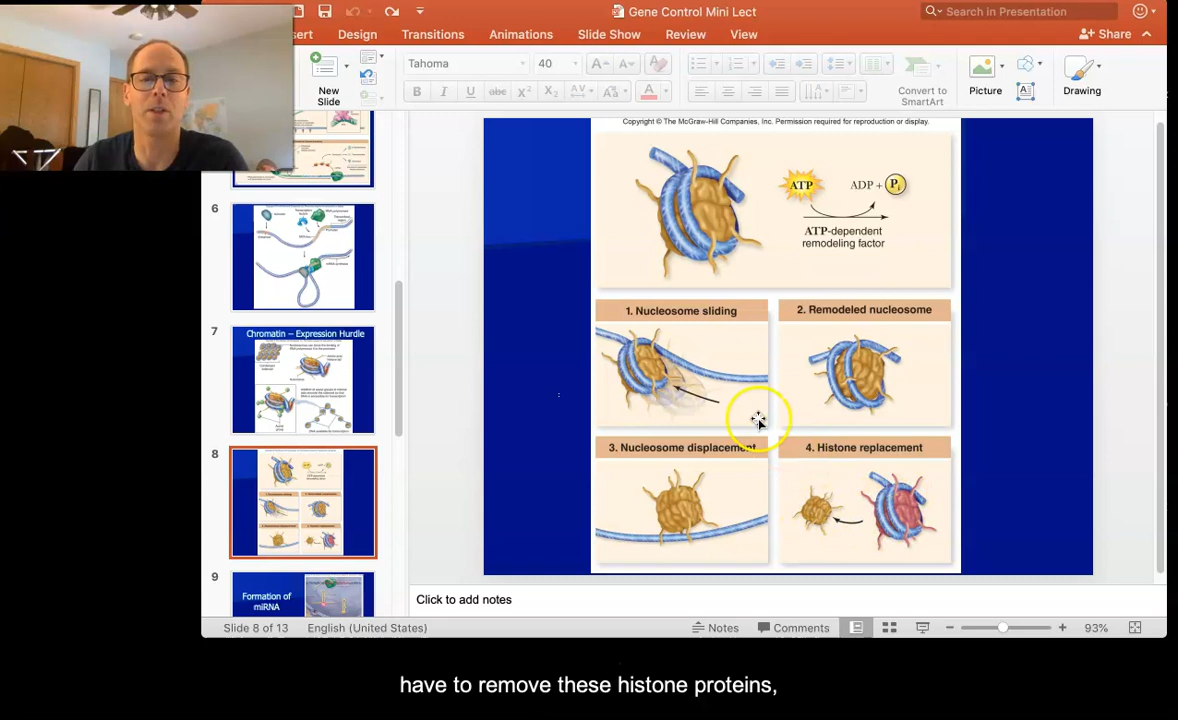 Gene Control Mini Lect
Search in Presentation
Design
Transitions
Animations
Slide Show
Review
View
Share
New
Slide
Tahoma
40
Convert to
SmartArt
Picture
Drawing
6
7
Chromatin – Expression Hurdle
8
9
Formation of
miRNA
Copyright © The McGraw-Hill Companies, Inc. Permission required for reproduction or display.
ATP
ADP + Pi
ATP-dependent
remodeling factor
1. Nucleosome sliding
2. Remodeled nucleosome
3. Nucleosome displacement
4. Histone replacement
Click to add notes
Slide 8 of 13
English (United States)
Notes
Comments
93%
have to remove these histone proteins,